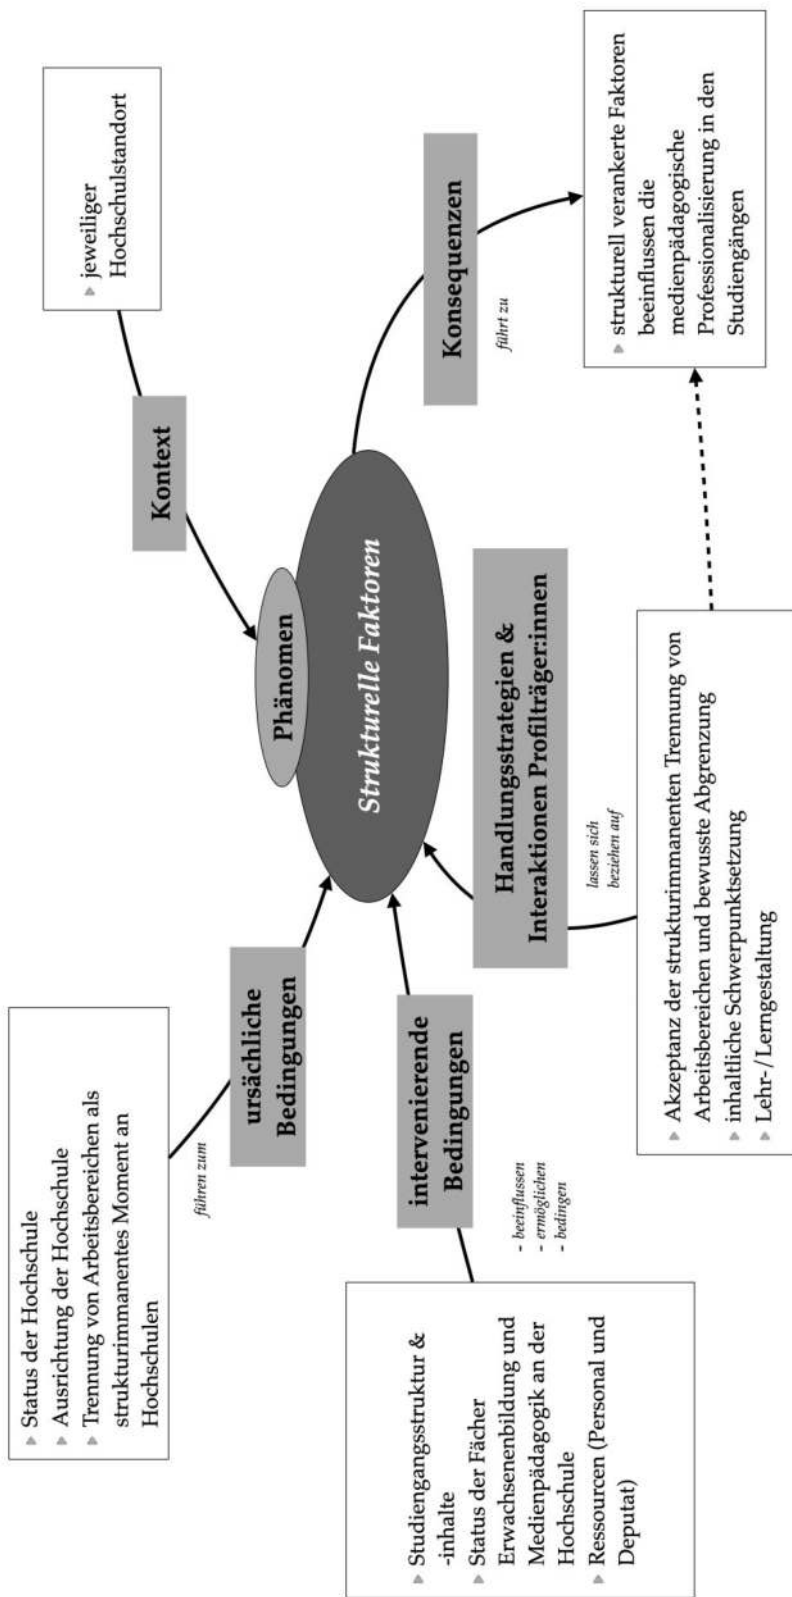 Status der Hochschule
Ausrichtung der Hochschule
Trennung von Arbeitsbereichen als
strukturimmanentes Moment an
Hochschulen
führen zum
ursächliche
Bedingungen
jeweiliger
Hochschulstandort
Kontext
Phänomen
Strukturelle Faktoren
Studiengangsstruktur &
-inhalte
Status der Fächer
Erwachsenenbildung und
Medienpädagogik an der
Hochschule
Ressourcen (Personal und
Deputat)
- beeinflussen
- ermöglichen
- bedingen
intervenierende
Bedingungen
Handlungsstrategien &
Interaktionen Profilträger:innen
lassen sich
beziehen auf
Akzeptanz der strukturimmanenten Trennung von
Arbeitsbereichen und bewusste Abgrenzung
inhaltliche Schwerpunktsetzung
Lehr-/Lerngestaltung
Konsequenzen
führt zu
strukturell verankerte Faktoren
beeinflussen die
medienpädagogische
Professionalisierung in den
Studiengängen